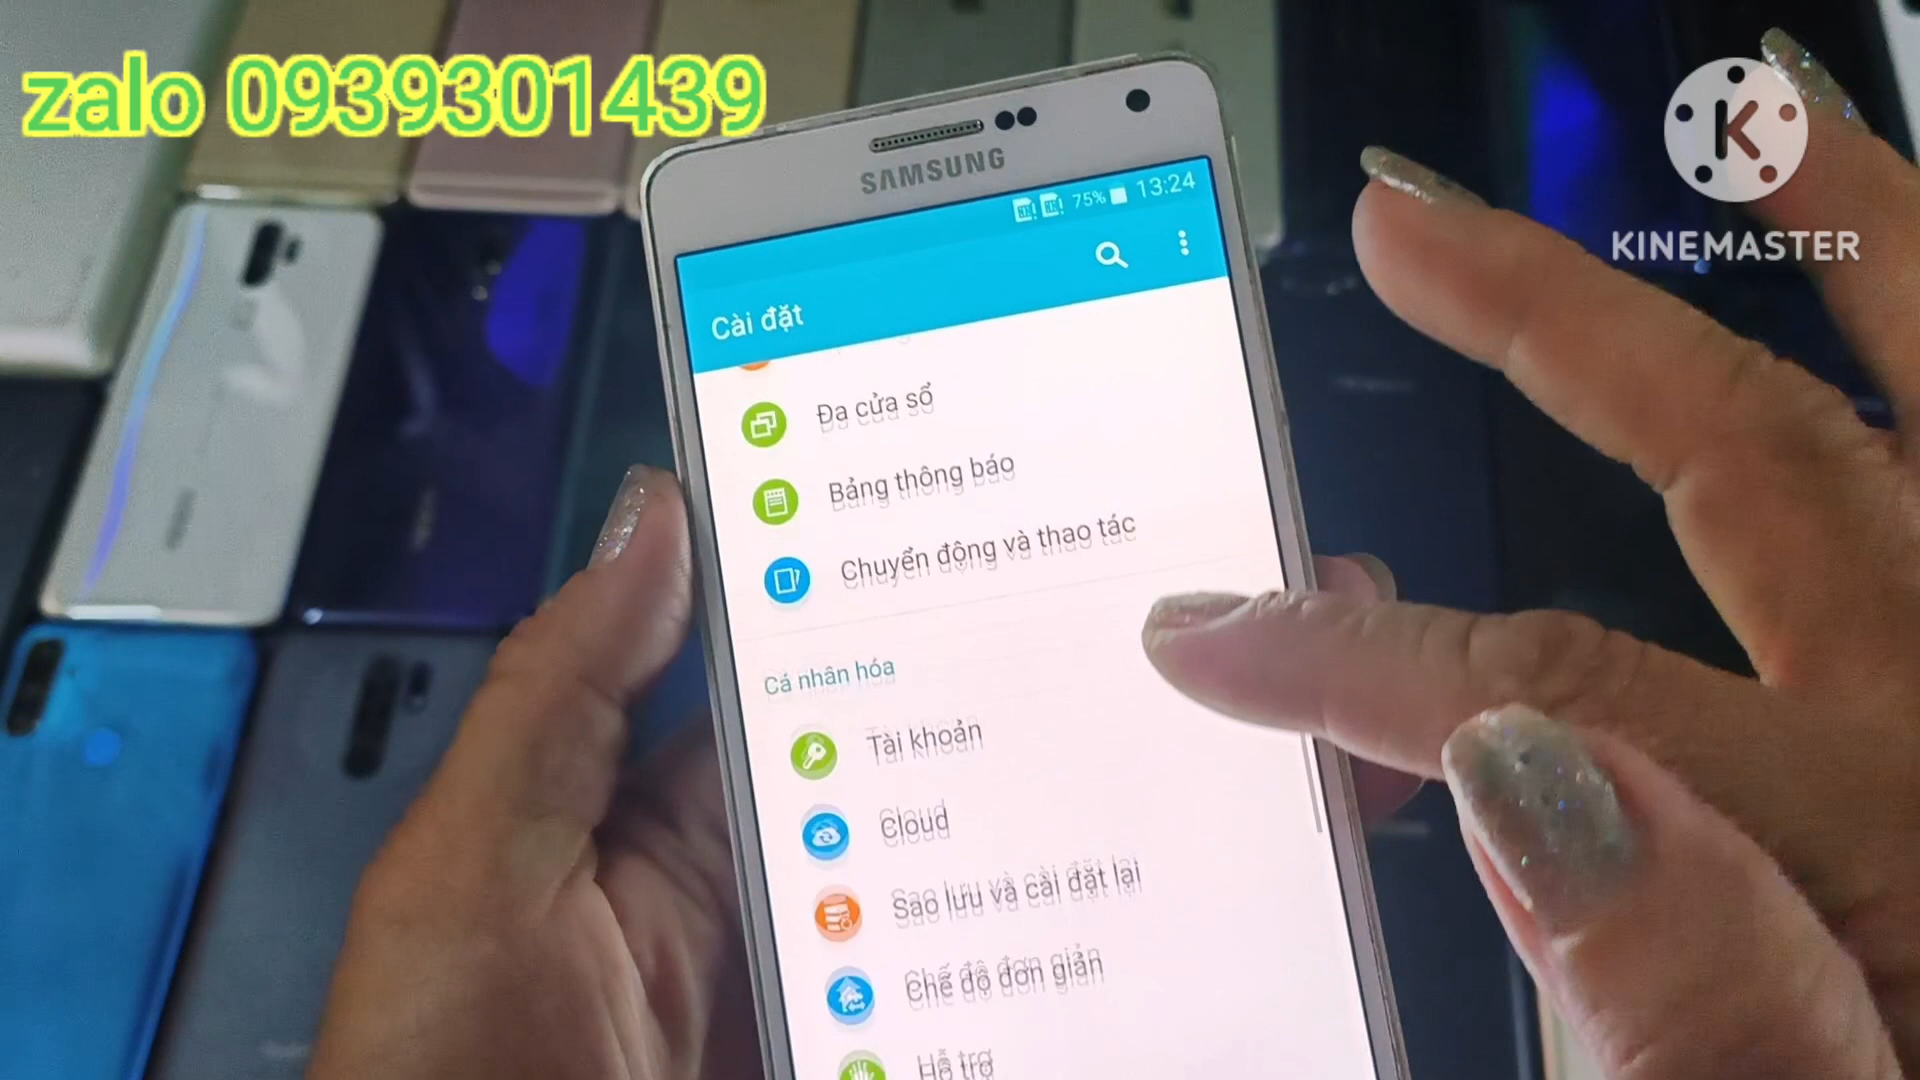 zalo 0939301439
K
KINEMASTER
SAMSUNG
75% 13:24
Cài đặt
Đa cửa sổ
Bảng thông báo
Chuyển động và thao tác
Cá nhân hóa
Tài khoản
Cloud
Sao lưu và cài đặt lại
Chế độ đơn giản
Hỗ trợ